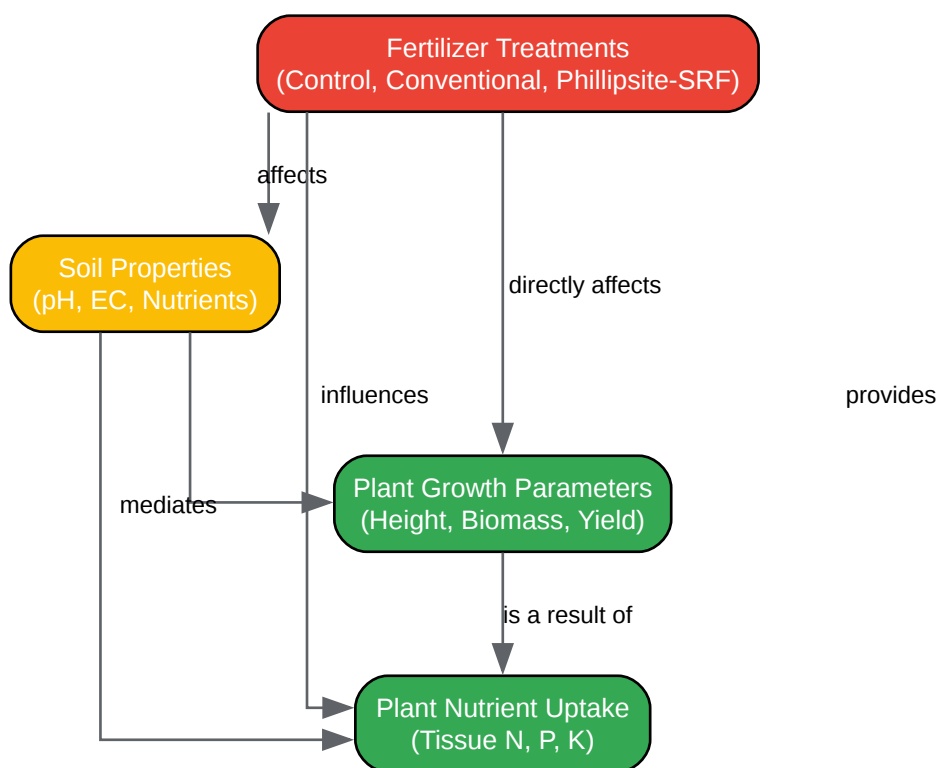 Fertilizer Treatments
(Control, Conventional, Phillipsite-SRF)
affects
Soil Properties
(pH, EC, Nutrients)
directly affects
influences
provides
Plant Growth Parameters
(Height, Biomass, Yield)
mediates
is a result of
Plant Nutrient Uptake
(Tissue N, P, K)